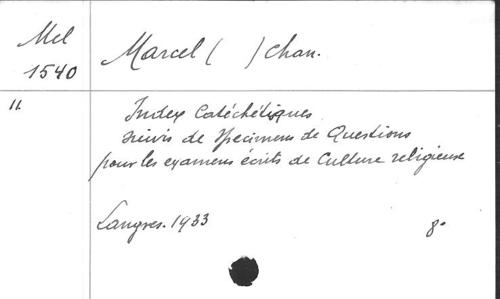 Mel
1540
Marcel ( ) chan.
11
Index Catéchétiques
suivis de Specimens de Questions
pour les examens écrits de Culture religieuse
Langres. 1933
8°